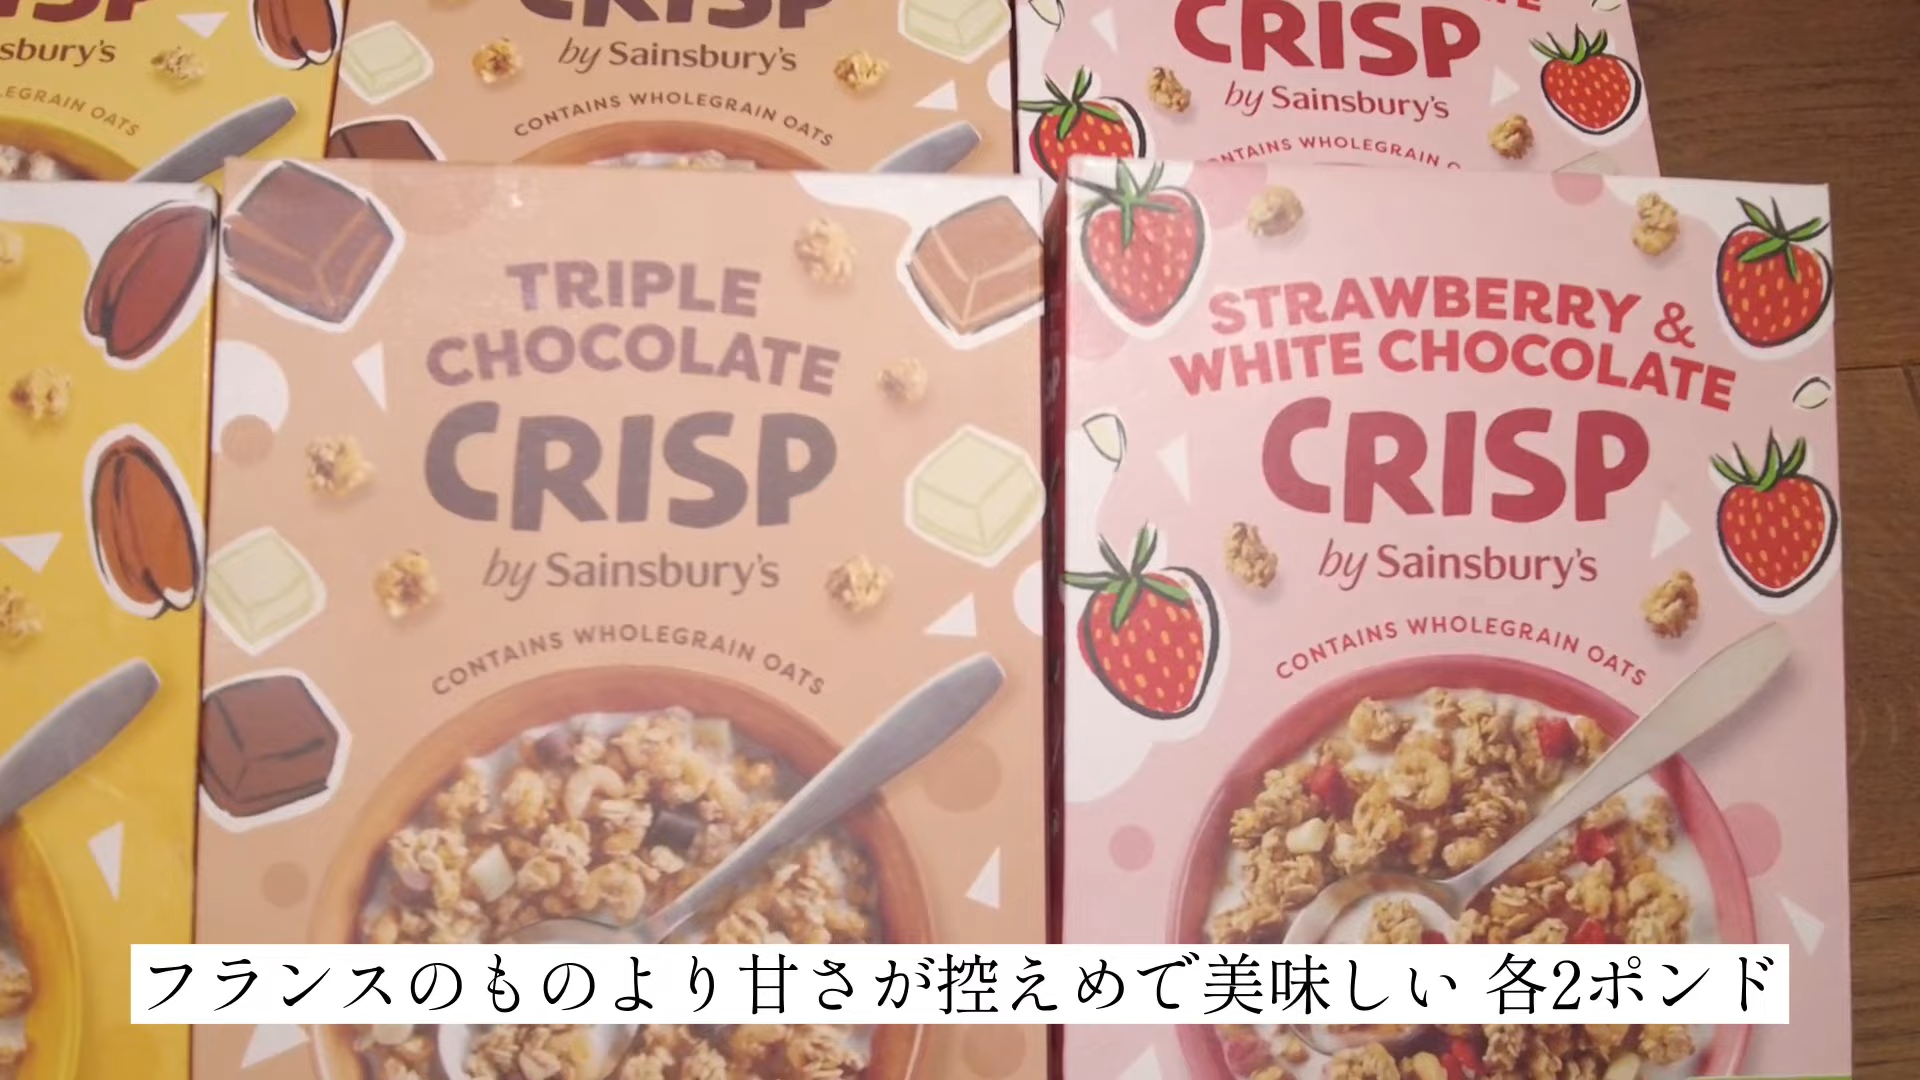 CRISP
by Sainsbury's
CONTAINS WHOLEGRAIN OATS
CRISP
by Sainsbury's
TRIPLE
CHOCOLATE
CRISP
by Sainsbury's
CONTAINS WHOLEGRAIN OATS
STRAWBERRY &
WHITE CHOCOLATE
CRISP
by Sainsbury's
CONTAINS WHOLEGRAIN OATS
フランスのものより甘さが控えめで美味しい 各2ポンド